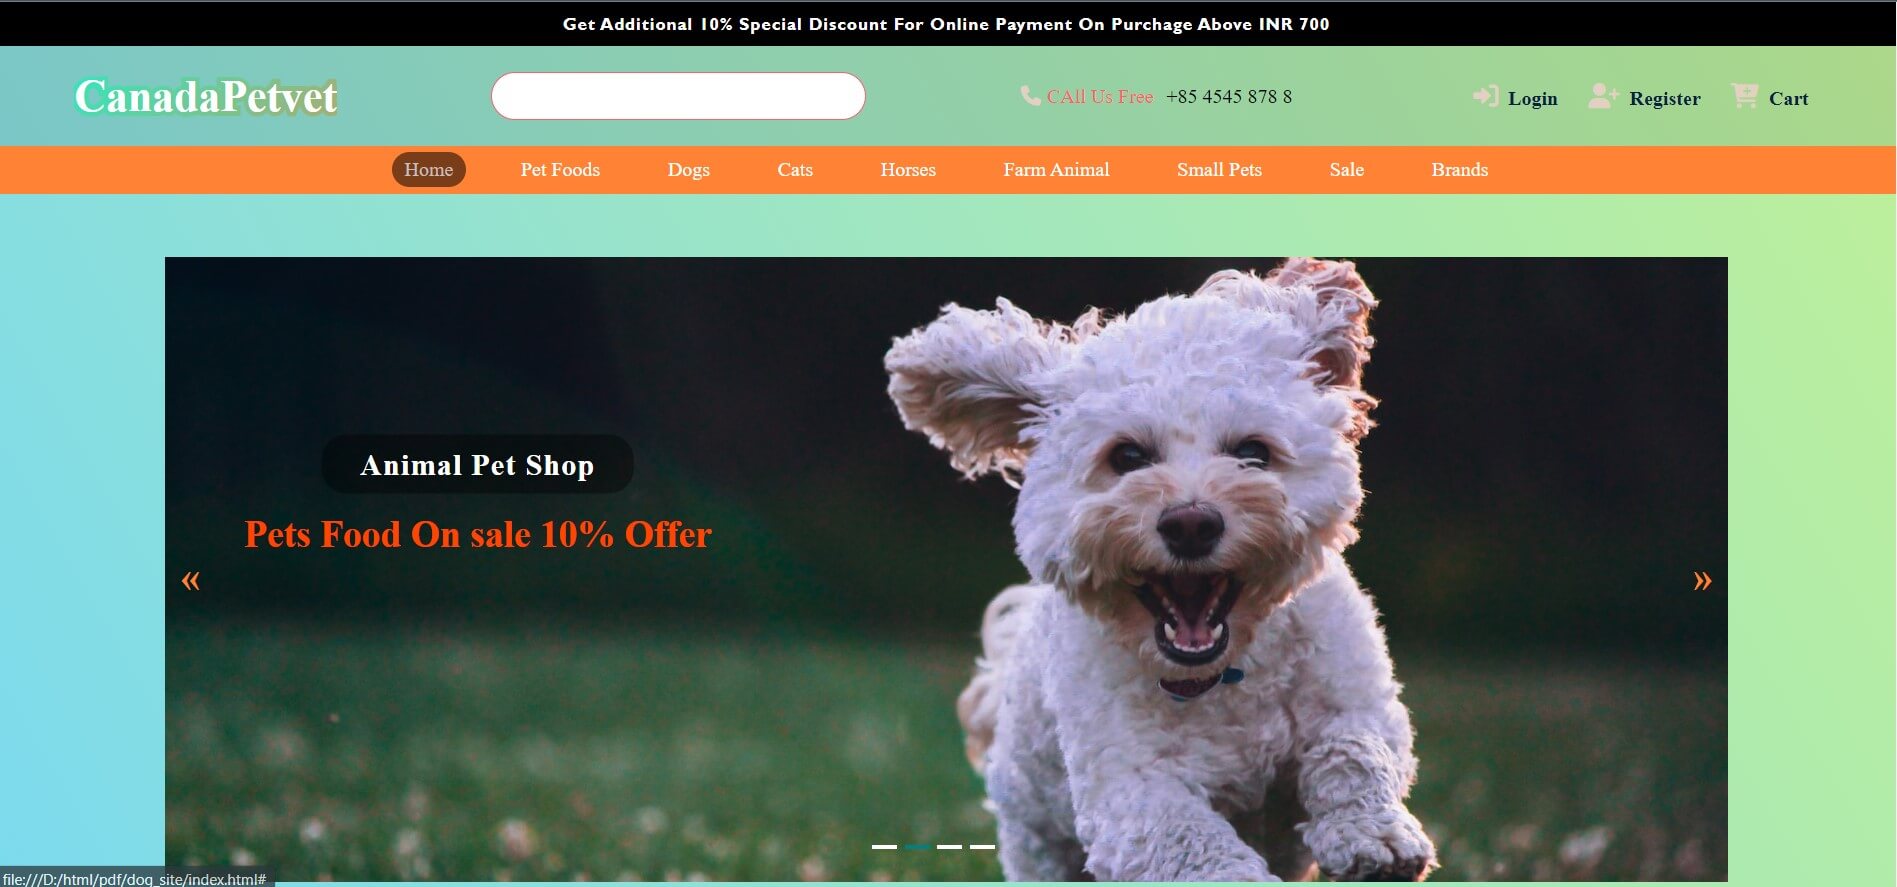 Get Additional 10% Special Discount For Online Payment On Purchage Above INR 700
CanadaPetvet
CAll Us Free +85 4545 878 8
Login Register Cart
Home Pet Foods Dogs Cats Horses Farm Animal Small Pets Sale Brands
Animal Pet Shop
Pets Food On sale 10% Offer
« »
file:///D:/html/pdf/dog_site/index.html#